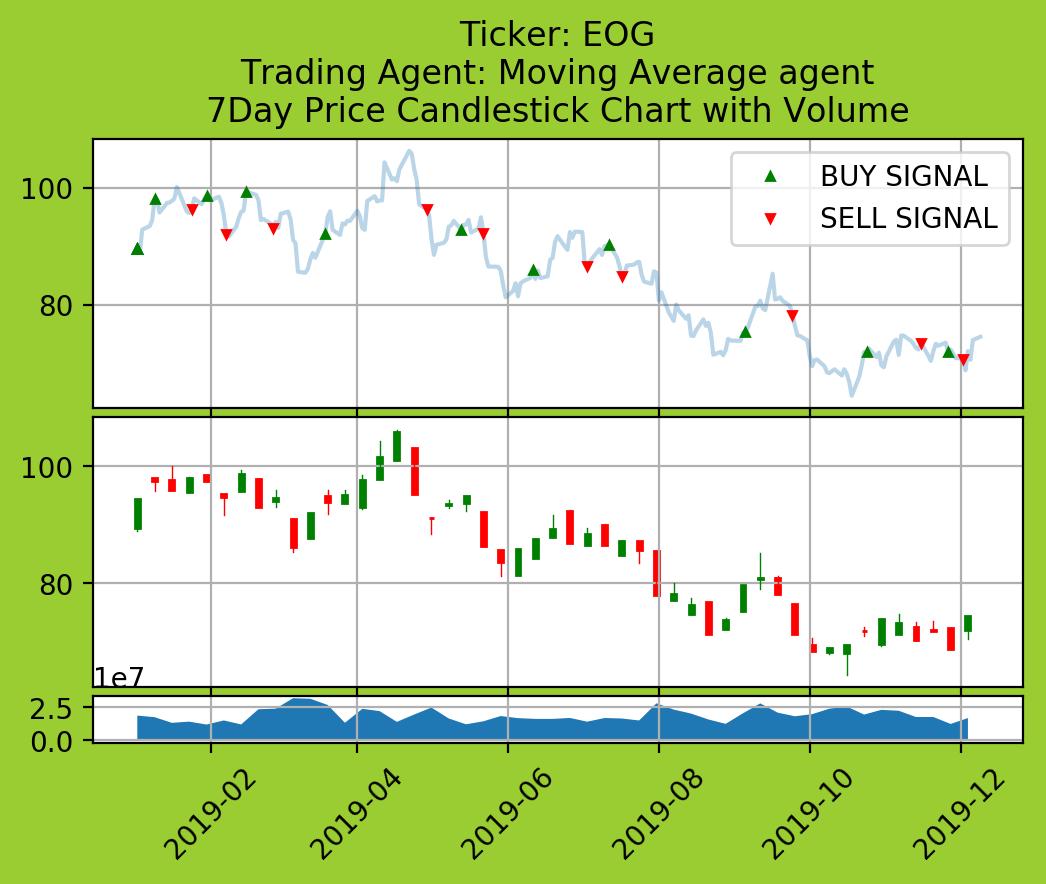 Ticker: EOG
Trading Agent: Moving Average agent
7Day Price Candlestick Chart with Volume
BUY SIGNAL
SELL SIGNAL
100
80
100
80
1e7
2.5
0.0
2019-02
2019-04
2019-06
2019-08
2019-10
2019-12